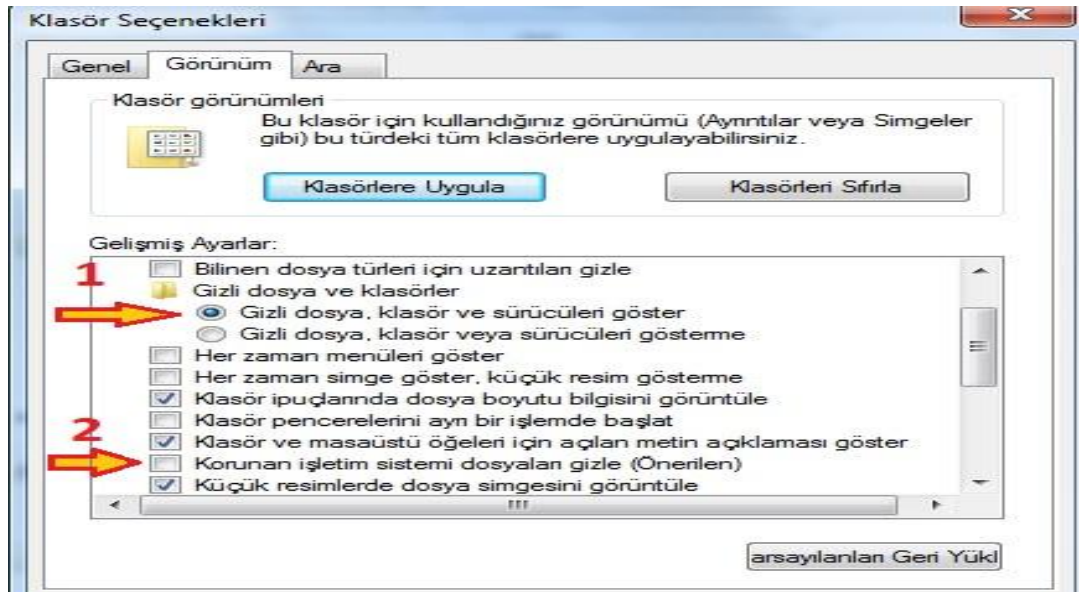 Klasör Seçenekleri
Genel Görünüm Ara
Klasör görünümleri
Bu klasör için kullandığınız görünümü (Ayrıntılar veya Simgeler
gibi) bu türdeki tüm klasörlere uygulayabilirsiniz.
Klasörlere Uygula Klasörleri Sıfırla
Gelişmiş Ayarlar:
1
Bilinen dosya türleri için uzantıları gizle
Gizli dosya ve klasörler
Gizli dosya, klasör ve sürücüleri göster
Gizli dosya, klasör veya sürücüleri gösterme
Her zaman menüleri göster
Her zaman simge göster, küçük resim gösterme
Klasör ipuçlarında dosya boyutu bilgisini görüntüle
Klasör pencerelerini ayrı bir işlemde başlat
2
Klasör ve masaüstü öğeleri için açılan metin açıklaması göster
Korunan işletim sistemi dosyaları gizle (Önerilen)
Küçük resimlerde dosya simgesini görüntüle
arsayılanları Geri Yükl